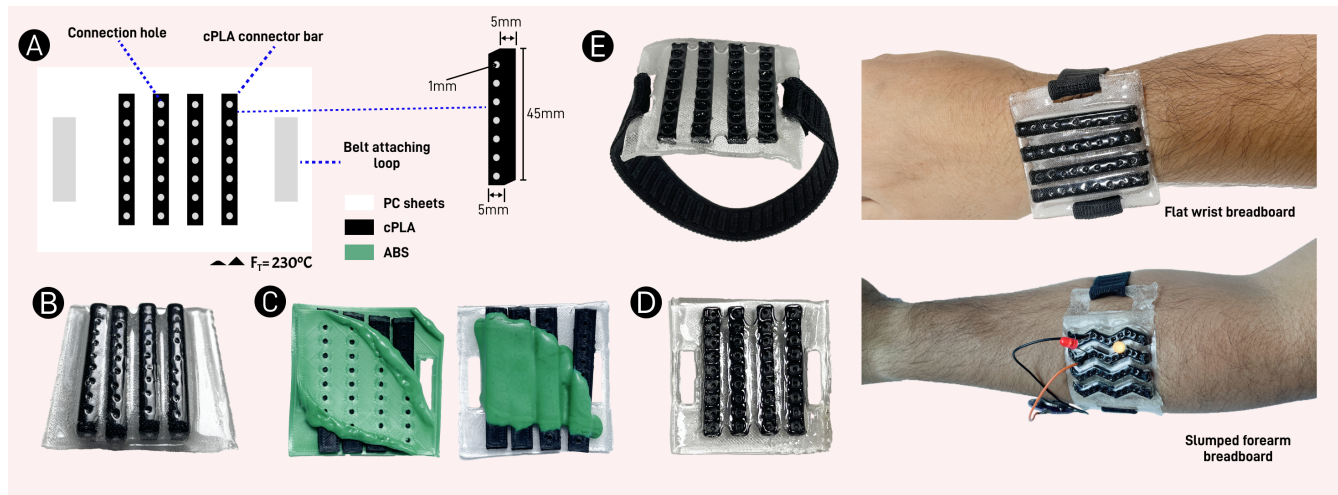 A
Connection hole
cPLA connector bar
5mm
1mm
45mm
5mm
Belt attaching
loop
PC sheets
cPLA
ABS
FT=230ºC
B
C
D
E
Flat wrist breadboard
Slumped forearm
breadboard